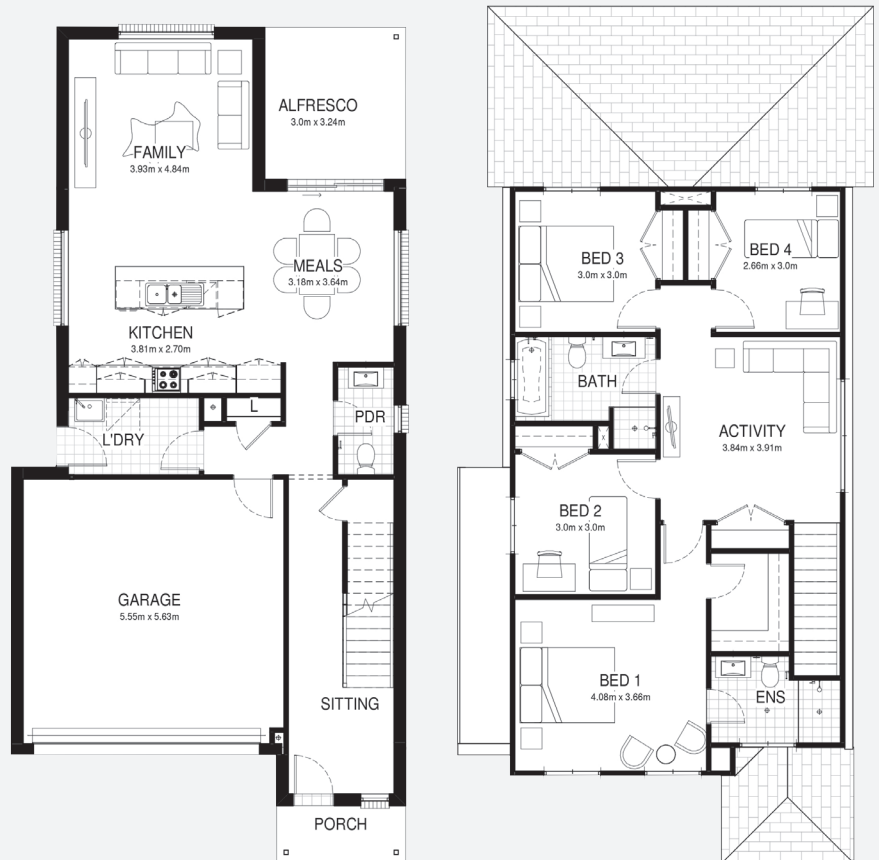 ALFRESCO
3.0m x 3.24m
FAMILY
3.93m x 4.84m
MEALS
3.18m x 3.64m
KITCHEN
3.81m x 2.70m
L
PDR
L'DRY
GARAGE
5.55m x 5.63m
SITTING
PORCH
BED 3
3.0m x 3.0m
BED 4
2.66m x 3.0m
BATH
ACTIVITY
3.84m x 3.91m
BED 2
3.0m x 3.0m
BED 1
4.08m x 3.66m
ENS